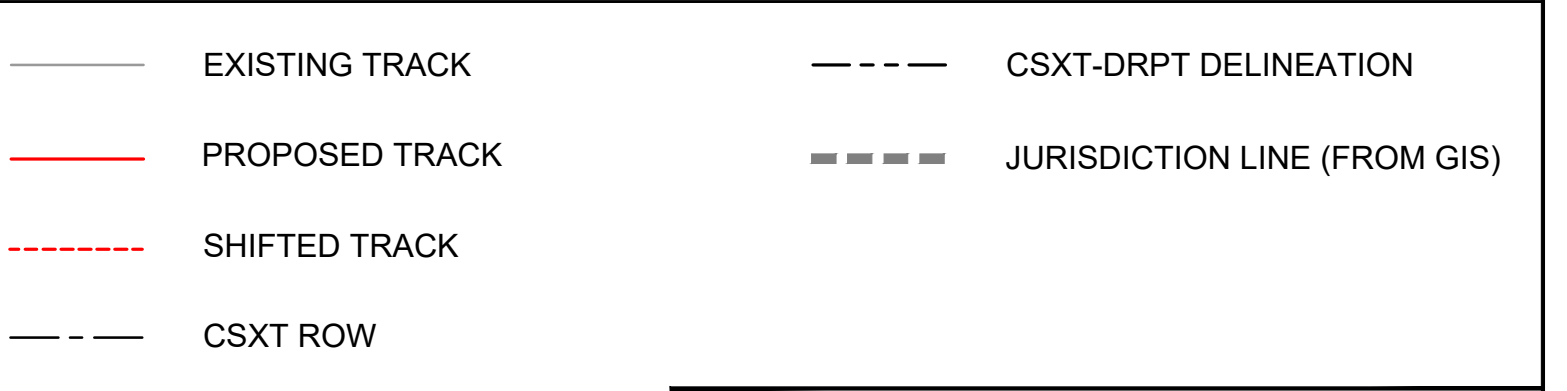 EXISTING TRACK
PROPOSED TRACK
SHIFTED TRACK
CSXT ROW
CSXT-DRPT DELINEATION
JURISDICTION LINE (FROM GIS)